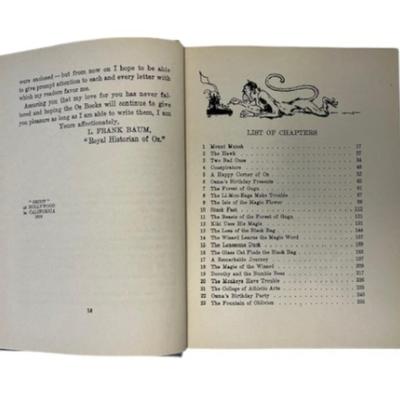 were enclosed—but from now on I hope to be able
to give prompt attention to each and every letter with
which my readers favor me.
Assuring you that my love for you has never fal-
tered and hoping the Oz Books will continue to give
you pleasure as long as I am able to write them, I am
Yours affectionately,
L. FRANK BAUM,
"Royal Historian of Oz."
"OZCOT"
at HOLLYWOOD
in CALIFORNIA
1919
LIST OF CHAPTERS
1 Mount Munch 17
2 The Hawk
3 Two Bad Ones
4 Conspirators
5 A Happy Corner of Oz
6 Ozma's Birthday Presents
7 The Forest of Gugu
8 The Li-Mon-Eags Make Trouble
9 The Isle of the Magic Flower
10 Stuck Fast
11 The Beasts of the Forest of Gugu
12 Kiki Uses His Magic
13 The Loss of the Black Bag
14 The Wizard Learns the Magic Word
15 The Lonesome Duck
16 The Glass Cat Finds the Black Bag
17 A Remarkable Journey
18 The Magic of the Wizard
19 Dorothy and the Bumble Bees
20 The Monkeys Have Trouble
21 The College of Athletic Arts
22 Ozma's Birthday Party
23 The Fountain of Oblivion